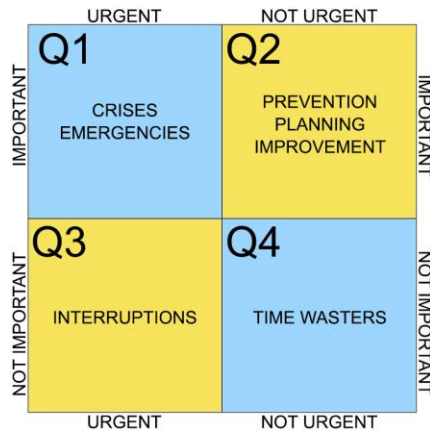 URGENT
NOT URGENT
IMPORTANT
Q1
CRISES
EMERGENCIES
Q2
PREVENTION
PLANNING
IMPROVEMENT
IMPORTANT
NOT IMPORTANT
Q3
INTERRUPTIONS
Q4
TIME WASTERS
NOT IMPORTANT
URGENT
NOT URGENT